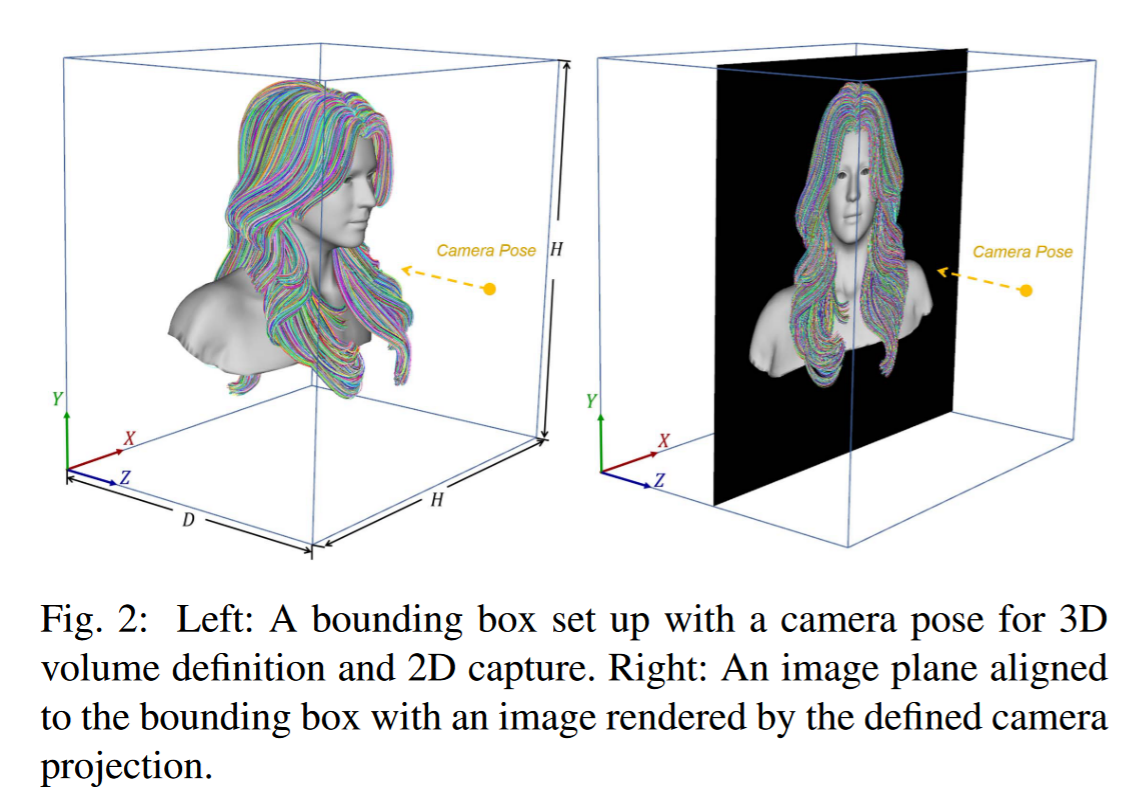 Camera Pose
H
Y
X
Z
D
H
Camera Pose
Y
X
Z
Fig. 2: Left: A bounding box set up with a camera pose for 3D
volume definition and 2D capture. Right: An image plane aligned
to the bounding box with an image rendered by the defined camera
projection.